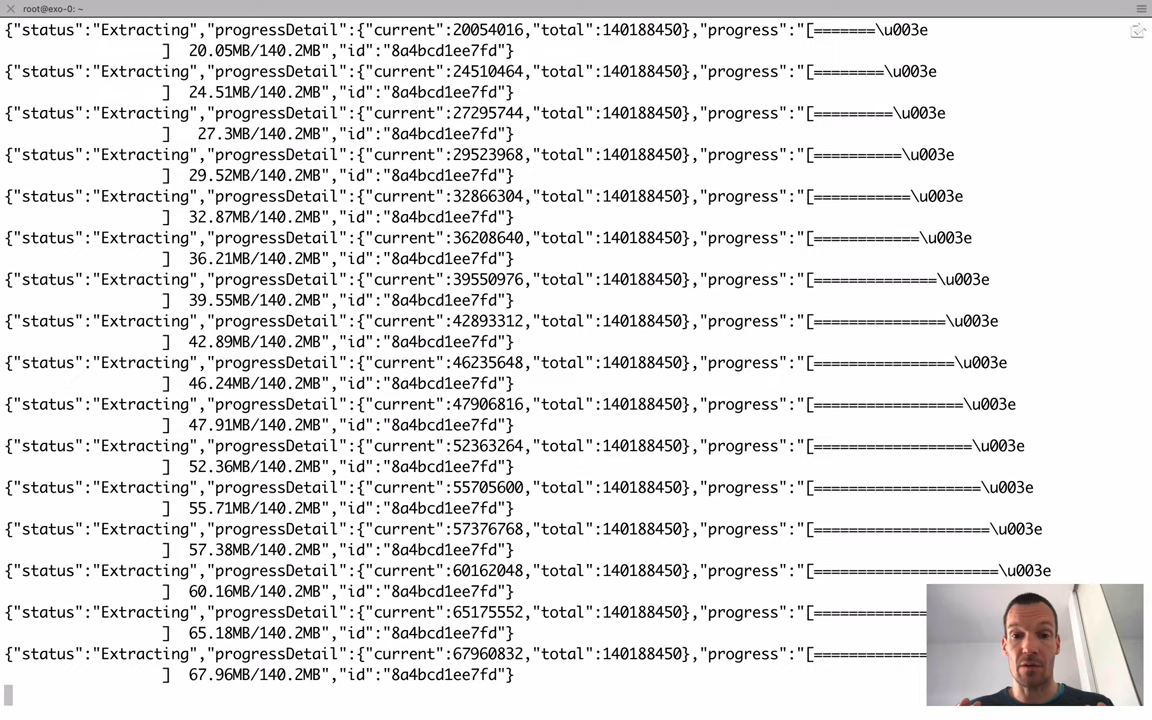 root@exo-0: ~
{"status":"Extracting","progressDetail":{"current":20054016,"total":140188450},"progress":"[=======\u003e
] 20.05MB/140.2MB","id":"8a4bcd1ee7fd"}
{"status":"Extracting","progressDetail":{"current":24510464,"total":140188450},"progress":"[========\u003e
] 24.51MB/140.2MB","id":"8a4bcd1ee7fd"}
{"status":"Extracting","progressDetail":{"current":27295744,"total":140188450},"progress":"[=========\u003e
] 27.3MB/140.2MB","id":"8a4bcd1ee7fd"}
{"status":"Extracting","progressDetail":{"current":29523968,"total":140188450},"progress":"[==========\u003e
] 29.52MB/140.2MB","id":"8a4bcd1ee7fd"}
{"status":"Extracting","progressDetail":{"current":32866304,"total":140188450},"progress":"[===========\u003e
] 32.87MB/140.2MB","id":"8a4bcd1ee7fd"}
{"status":"Extracting","progressDetail":{"current":36208640,"total":140188450},"progress":"[============\u003e
] 36.21MB/140.2MB","id":"8a4bcd1ee7fd"}
{"status":"Extracting","progressDetail":{"current":39550976,"total":140188450},"progress":"[==============\u003e
] 39.55MB/140.2MB","id":"8a4bcd1ee7fd"}
{"status":"Extracting","progressDetail":{"current":42893312,"total":140188450},"progress":"[===============\u003e
] 42.89MB/140.2MB","id":"8a4bcd1ee7fd"}
{"status":"Extracting","progressDetail":{"current":46235648,"total":140188450},"progress":"[================\u003e
] 46.24MB/140.2MB","id":"8a4bcd1ee7fd"}
{"status":"Extracting","progressDetail":{"current":47906816,"total":140188450},"progress":"[=================\u003e
] 47.91MB/140.2MB","id":"8a4bcd1ee7fd"}
{"status":"Extracting","progressDetail":{"current":52363264,"total":140188450},"progress":"[==================\u003e
] 52.36MB/140.2MB","id":"8a4bcd1ee7fd"}
{"status":"Extracting","progressDetail":{"current":55705600,"total":140188450},"progress":"[===================\u003e
] 55.71MB/140.2MB","id":"8a4bcd1ee7fd"}
{"status":"Extracting","progressDetail":{"current":57376768,"total":140188450},"progress":"[====================\u003e
] 57.38MB/140.2MB","id":"8a4bcd1ee7fd"}
{"status":"Extracting","progressDetail":{"current":60162048,"total":140188450},"progress":"[=====================\u003e
] 60.16MB/140.2MB","id":"8a4bcd1ee7fd"}
{"status":"Extracting","progressDetail":{"current":65175552,"total":140188450},"progress":"[=============
] 65.18MB/140.2MB","id":"8a4bcd1ee7fd"}
{"status":"Extracting","progressDetail":{"current":67960832,"total":140188450},"progress":"[=============
] 67.96MB/140.2MB","id":"8a4bcd1ee7fd"}